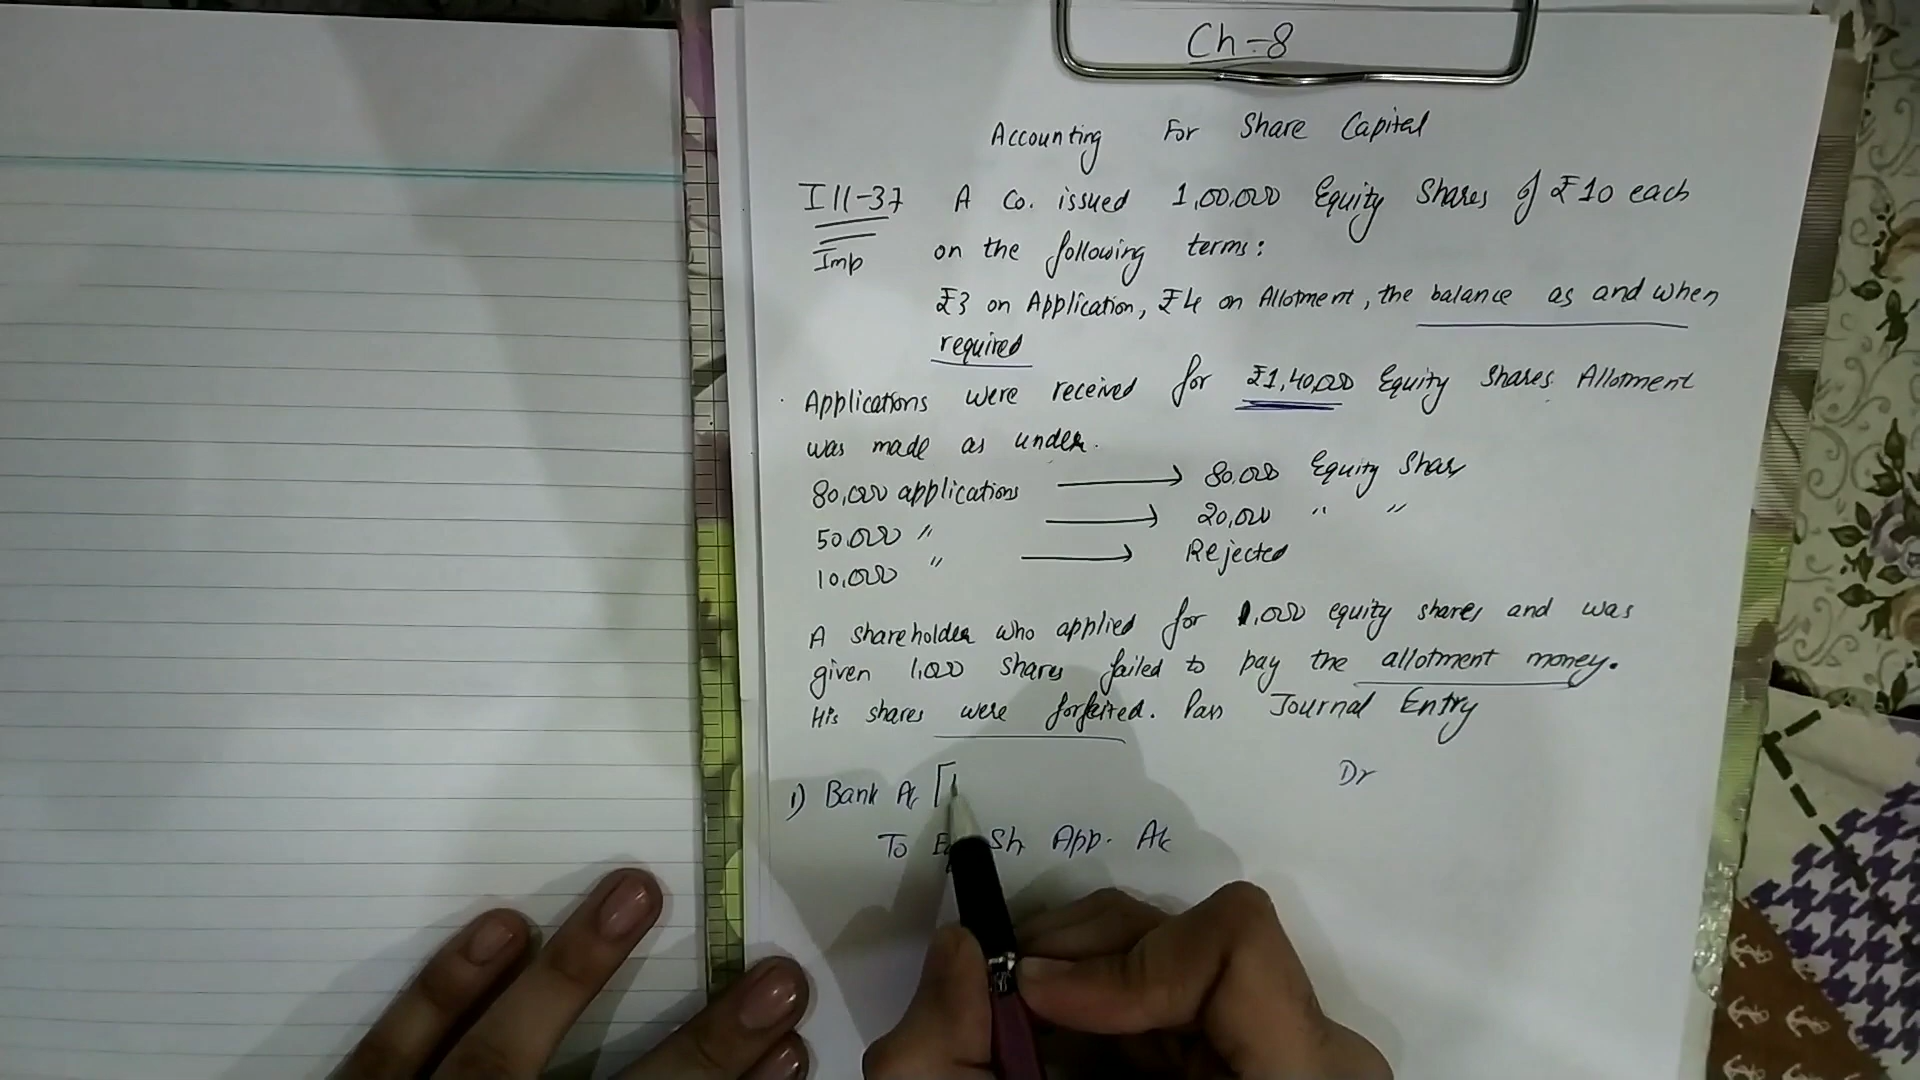 Ch-8
Accounting For Share Capital
Ill-37 A Co. issued 1,00,000 Equity Shares of ₹10 each
Imp on the following terms:
₹3 on Application, ₹4 on Allotment, the balance as and when
required
Applications were received for ₹1,40,000 Equity Shares. Allotment
was made as under.
80,000 applications → 80,000 Equity Shares
50,000 " → 20,000 " "
10,000 " → Rejected
A shareholder who applied for 1,000 equity shares and was
given 1,000 shares failed to pay the allotment money.
His shares were forfeited. Pass Journal Entry
1) Bank A/c [1 Dr
To Sh App. A/c